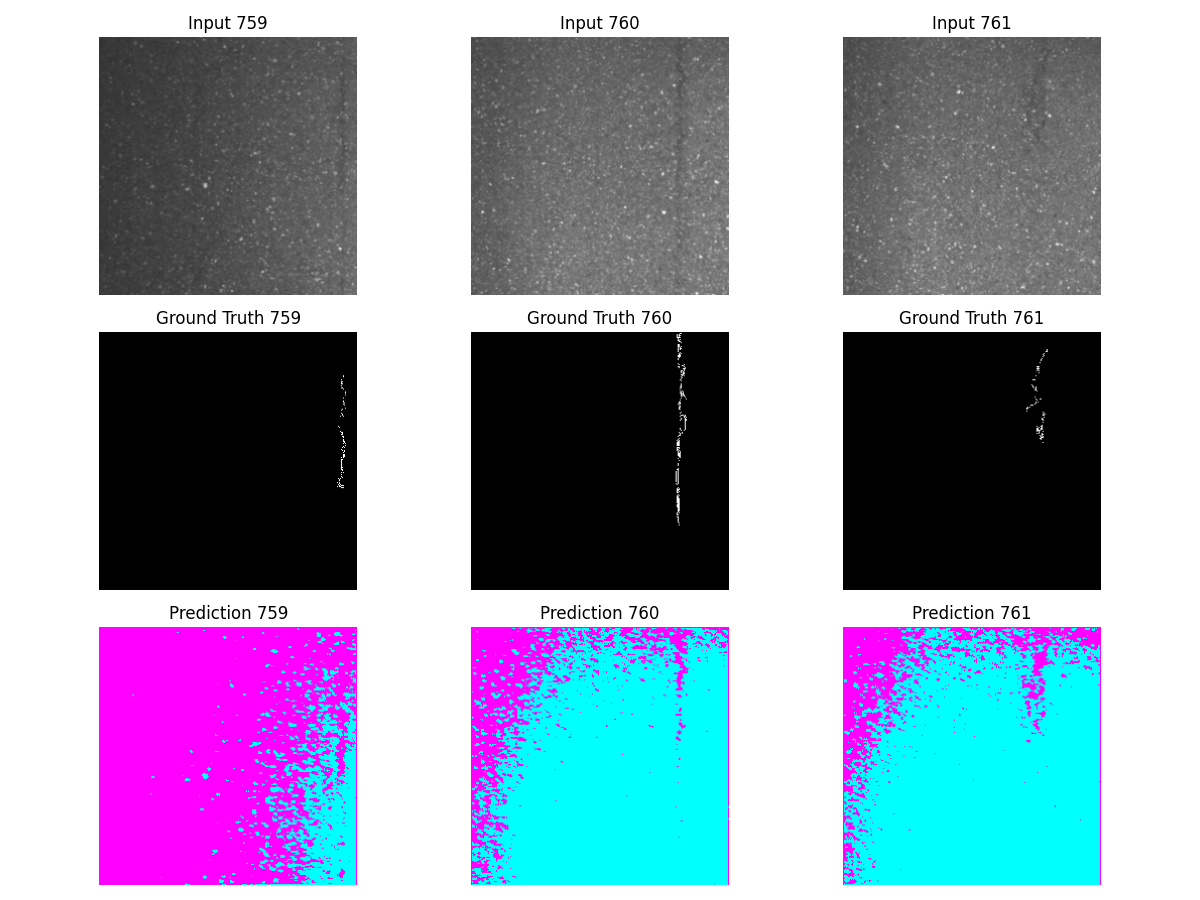 Input 759
Input 760
Input 761
Ground Truth 759
Ground Truth 760
Ground Truth 761
Prediction 759
Prediction 760
Prediction 761